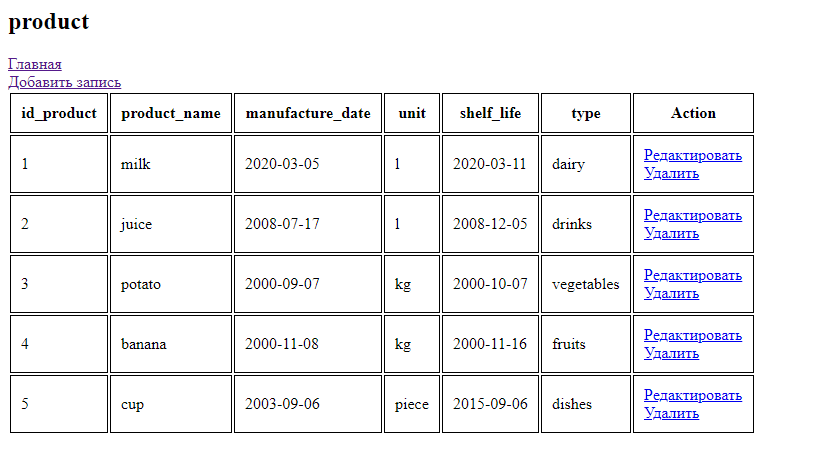 product
Главная
Добавить запись
id_product product_name manufacture_date unit shelf_life type Action
1 milk 2020-03-05 l 2020-03-11 dairy Редактировать
Удалить
2 juice 2008-07-17 l 2008-12-05 drinks Редактировать
Удалить
3 potato 2000-09-07 kg 2000-10-07 vegetables Редактировать
Удалить
4 banana 2000-11-08 kg 2000-11-16 fruits Редактировать
Удалить
5 cup 2003-09-06 piece 2015-09-06 dishes Редактировать
Удалить